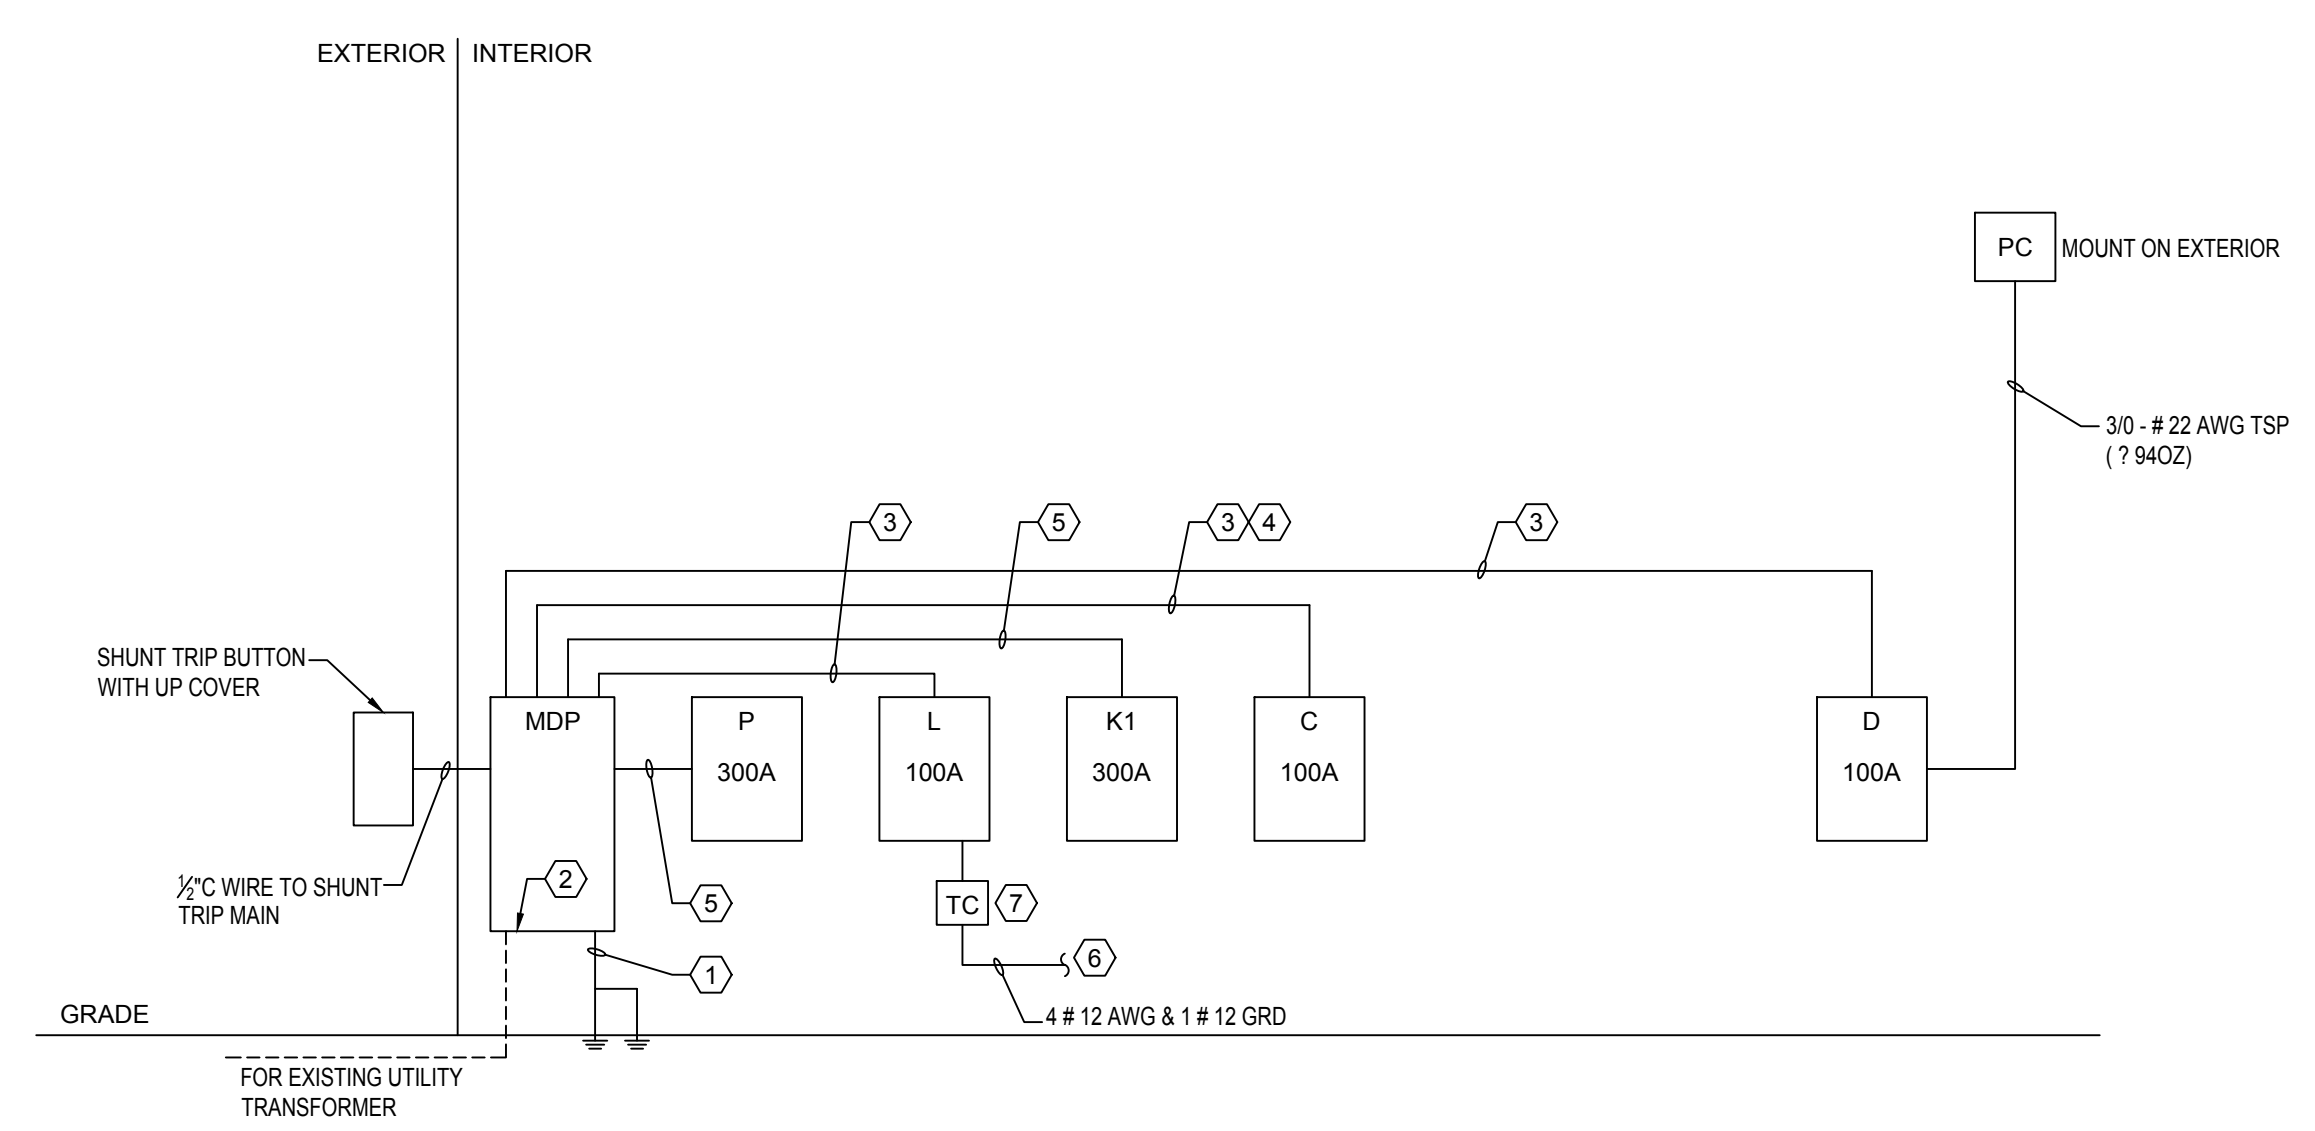 EXTERIOR
INTERIOR
PC
MOUNT ON EXTERIOR
3/0 - # 22 AWG TSP
( ? 94OZ)
3
5
3
4
3
SHUNT TRIP BUTTON
WITH UP COVER
MDP
P
300A
L
100A
K1
300A
C
100A
D
100A
½"C WIRE TO SHUNT
TRIP MAIN
2
5
TC
7
6
1
4 # 12 AWG & 1 # 12 GRD
GRADE
FOR EXISTING UTILITY
TRANSFORMER